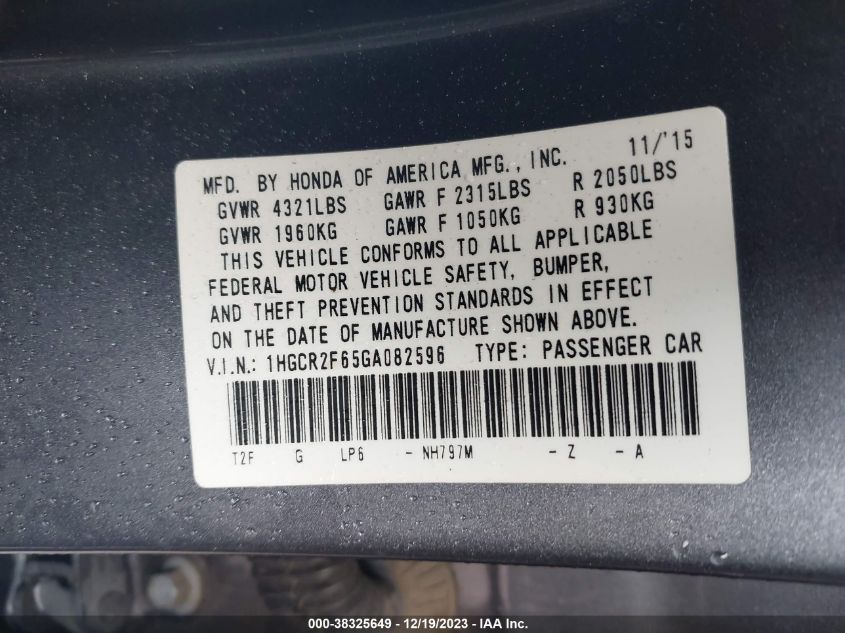 11/'15
MFD. BY HONDA OF AMERICA MFG., INC.
GVWR 4321LBS GAWR F 2315LBS R 2050LBS
GVWR 1960KG GAWR F 1050KG R 930KG
THIS VEHICLE CONFORMS TO ALL APPLICABLE
FEDERAL MOTOR VEHICLE SAFETY, BUMPER,
AND THEFT PREVENTION STANDARDS IN EFFECT
ON THE DATE OF MANUFACTURE SHOWN ABOVE.
V.I.N.: 1HGCR2F65GA082596 TYPE: PASSENGER CAR
T2F G LP6 - NH797M - Z - A
000-38325649 - 12/19/2023 - IAA Inc.